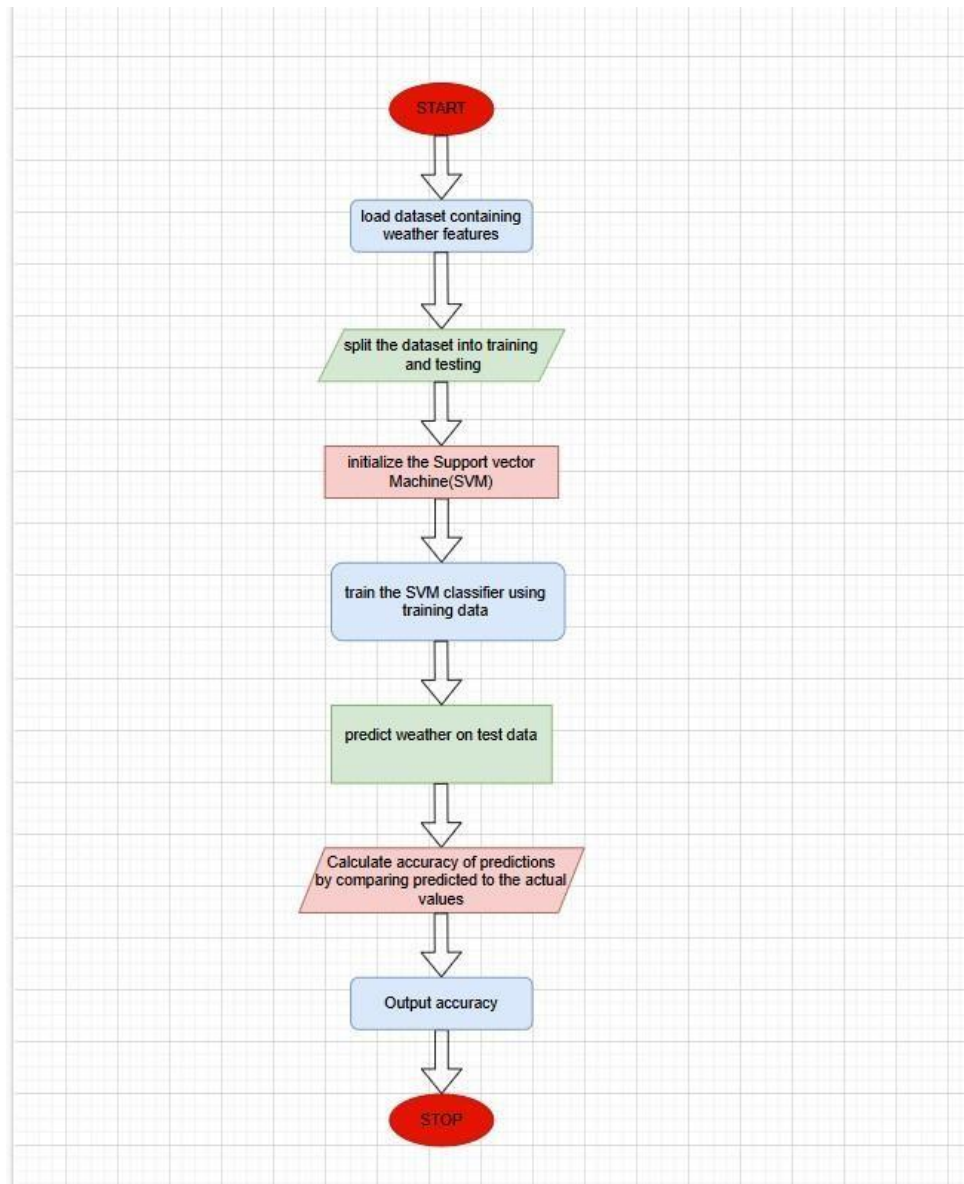 START
load dataset containing
weather features
split the dataset into training
and testing
initialize the Support vector
Machine(SVM)
train the SVM classifier using
training data
predict weather on test data
Calculate accuracy of predictions
by comparing predicted to the actual
values
Output accuracy
STOP